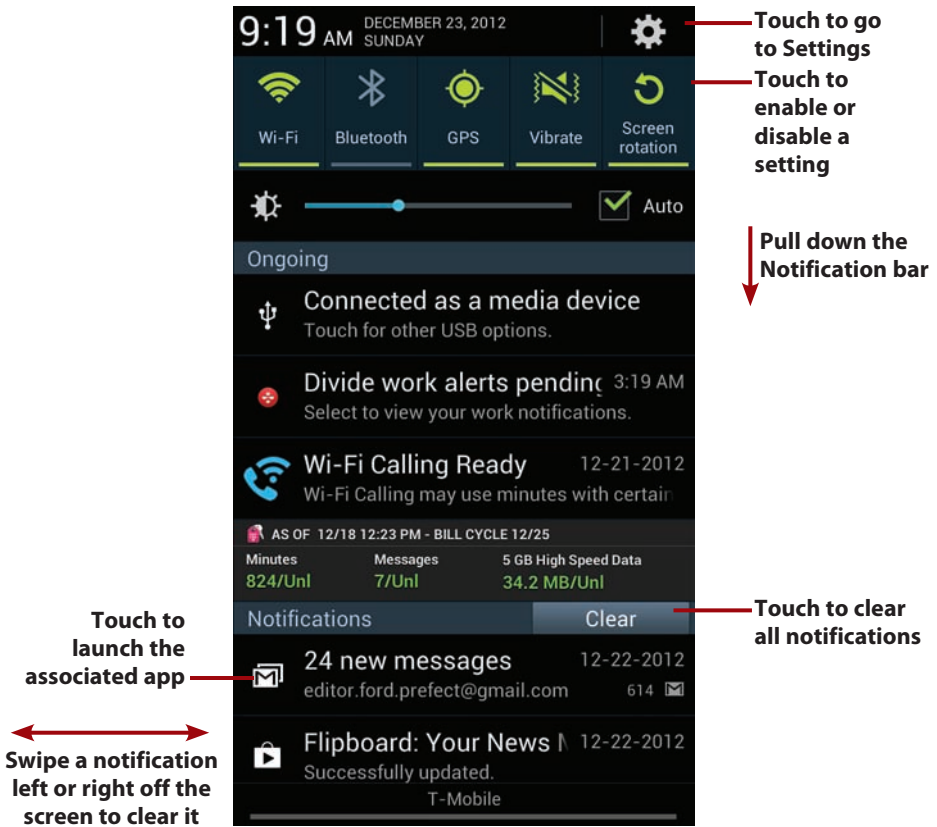 9:19 AM DECEMBER 23, 2012
SUNDAY
Touch to go
to Settings
Wi-Fi
Bluetooth
GPS
Vibrate
Screen
rotation
Touch to
enable or
disable a
setting
Auto
Pull down the
Notification bar
Ongoing
Connected as a media device
Touch for other USB options.
Divide work alerts pending 3:19 AM
Select to view your work notifications.
Wi-Fi Calling Ready 12-21-2012
Wi-Fi Calling may use minutes with certain
AS OF 12/18 12:23 PM - BILL CYCLE 12/25
Minutes Messages 5 GB High Speed Data
824/Unl 7/Unl 34.2 MB/Unl
Notifications Clear
Touch to clear
all notifications
Touch to
launch the
associated app
24 new messages 12-22-2012
editor.ford.prefect@gmail.com 614
Swipe a notification
left or right off the
screen to clear it
Flipboard: Your News 12-22-2012
Successfully updated.
T-Mobile